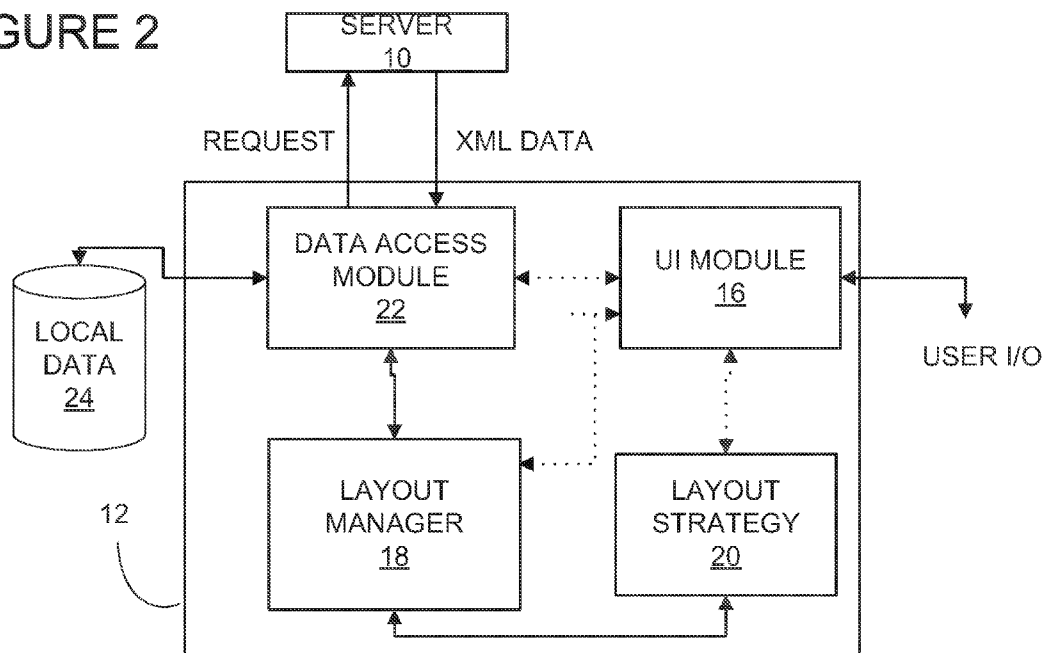 GURE 2
SERVER
10
REQUEST
XML DATA
DATA ACCESS
MODULE
22
UI MODULE
16
LOCAL
DATA
24
USER I/O
LAYOUT
MANAGER
18
LAYOUT
STRATEGY
20
12